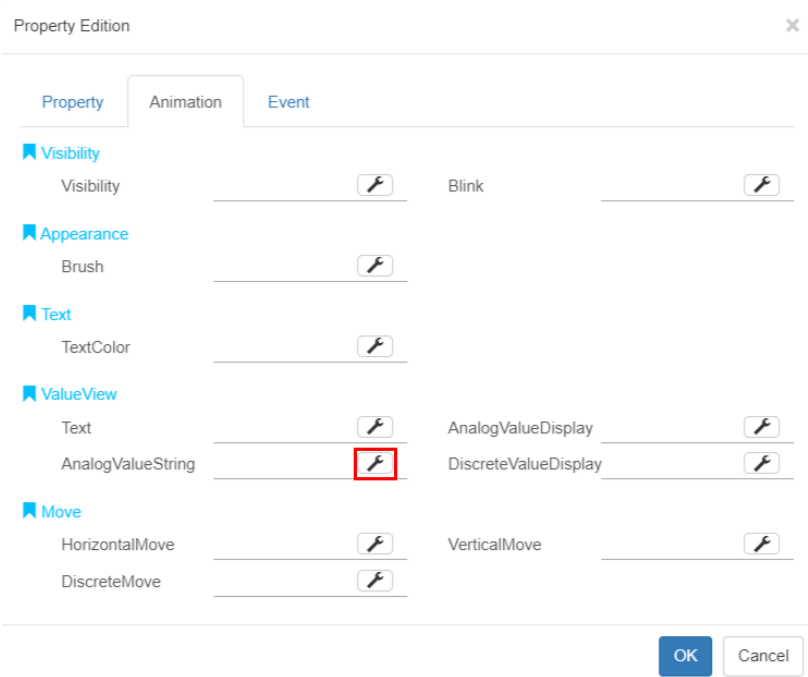 Property Edition ×
Property Animation Event
Visibility
Visibility Blink
Appearance
Brush
Text
TextColor
ValueView
Text AnalogValueDisplay
AnalogValueString DiscreteValueDisplay
Move
HorizontalMove VerticalMove
DiscreteMove
OK Cancel